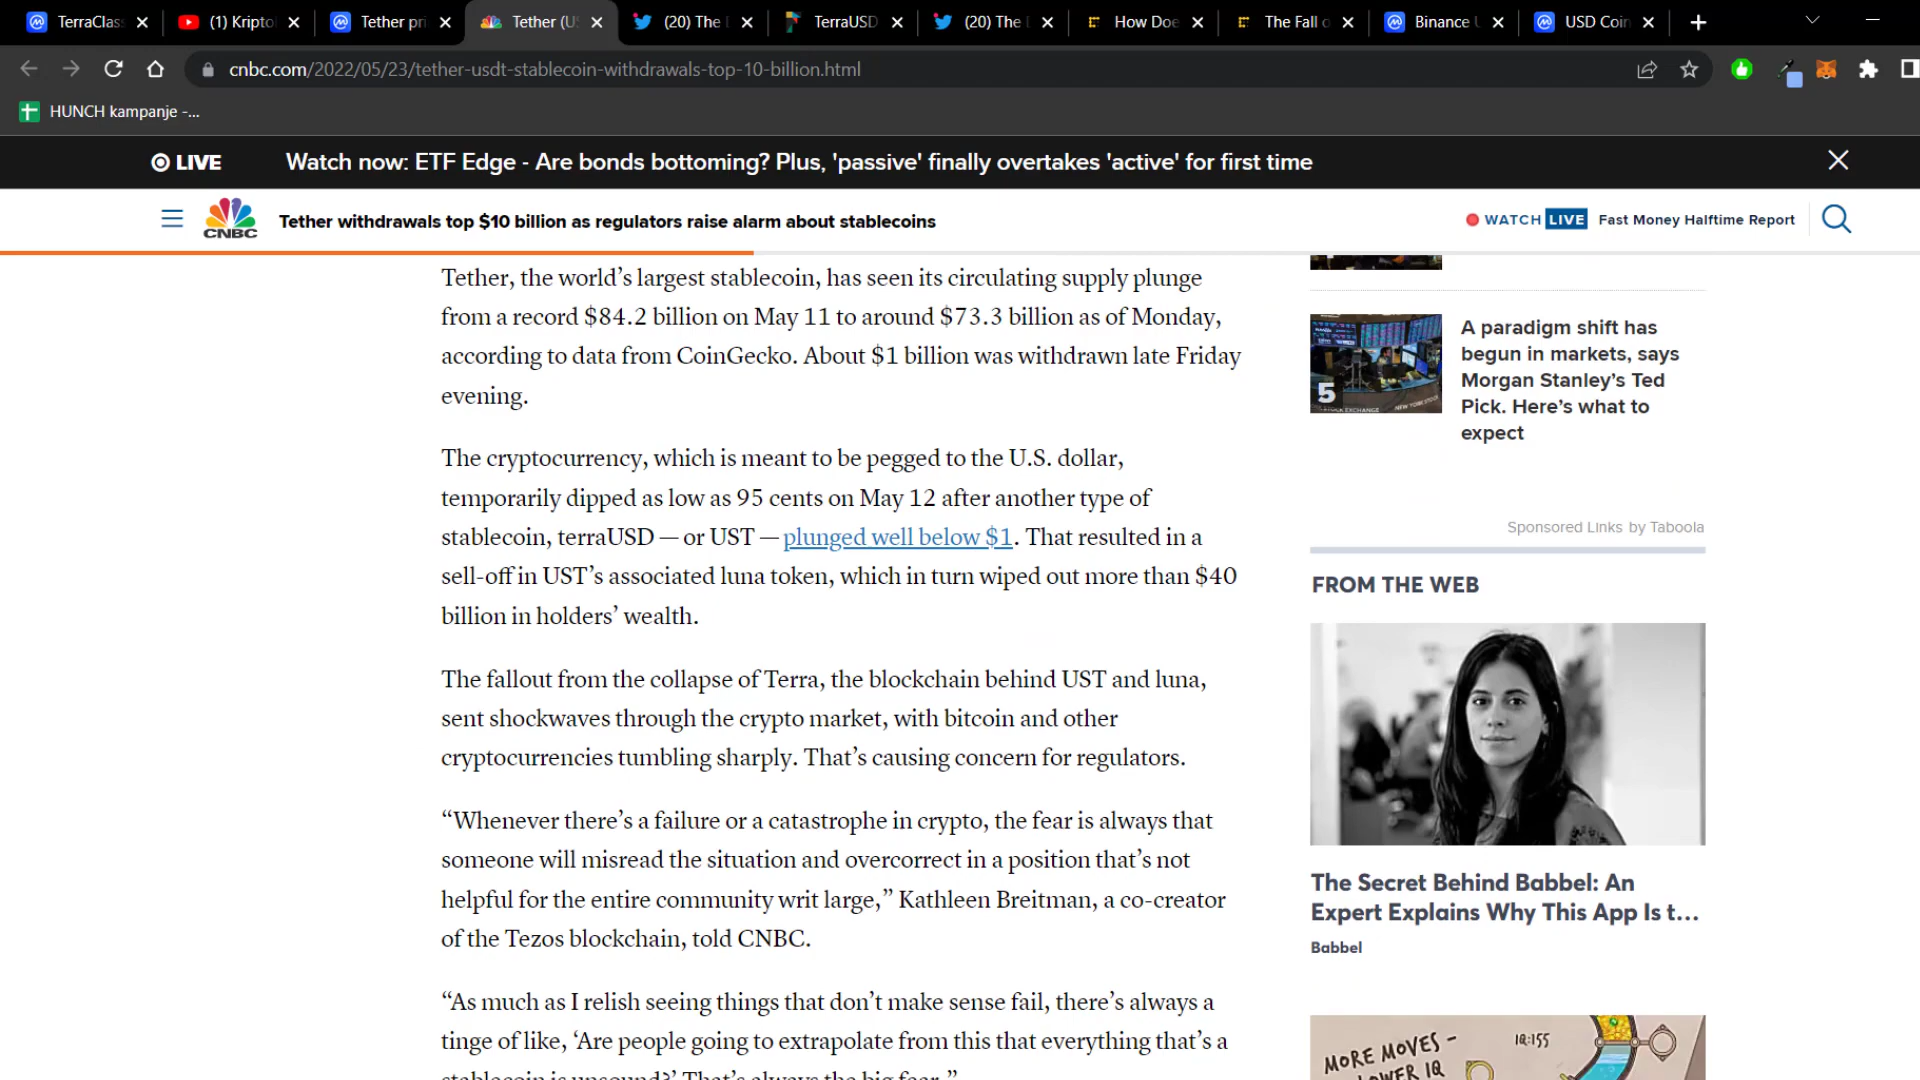 TerraClas
(1) Kripto
Tether pri
Tether (U
(20) The
TerraUSD
(20) The
How Doe
The Fall o
Binance
USD Coin
cnbc.com/2022/05/23/tether-usdt-stablecoin-withdrawals-top-10-billion.html
HUNCH kampanje -...
LIVE
Watch now: ETF Edge - Are bonds bottoming? Plus, 'passive' finally overtakes 'active' for first time
CNBC
Tether withdrawals top $10 billion as regulators raise alarm about stablecoins
WATCH LIVE Fast Money Halftime Report
Tether, the world’s largest stablecoin, has seen its circulating supply plunge
from a record $84.2 billion on May 11 to around $73.3 billion as of Monday,
according to data from CoinGecko. About $1 billion was withdrawn late Friday
evening.
The cryptocurrency, which is meant to be pegged to the U.S. dollar,
temporarily dipped as low as 95 cents on May 12 after another type of
stablecoin, terraUSD — or UST — plunged well below $1. That resulted in a
sell-off in UST’s associated luna token, which in turn wiped out more than $40
billion in holders’ wealth.
The fallout from the collapse of Terra, the blockchain behind UST and luna,
sent shockwaves through the crypto market, with bitcoin and other
cryptocurrencies tumbling sharply. That’s causing concern for regulators.
“Whenever there’s a failure or a catastrophe in crypto, the fear is always that
someone will misread the situation and overcorrect in a position that’s not
helpful for the entire community writ large,” Kathleen Breitman, a co-creator
of the Tezos blockchain, told CNBC.
“As much as I relish seeing things that don’t make sense fail, there’s always a
tinge of like, ‘Are people going to extrapolate from this that everything that’s a
stablecoin is unsound?’ That’s always the big fear.”
5
A paradigm shift has
begun in markets, says
Morgan Stanley’s Ted
Pick. Here’s what to
expect
Sponsored Links by Taboola
FROM THE WEB
The Secret Behind Babbel: An
Expert Explains Why This App Is t...
Babbel
MORE MOVES -
LOWER IQ
IQ:155